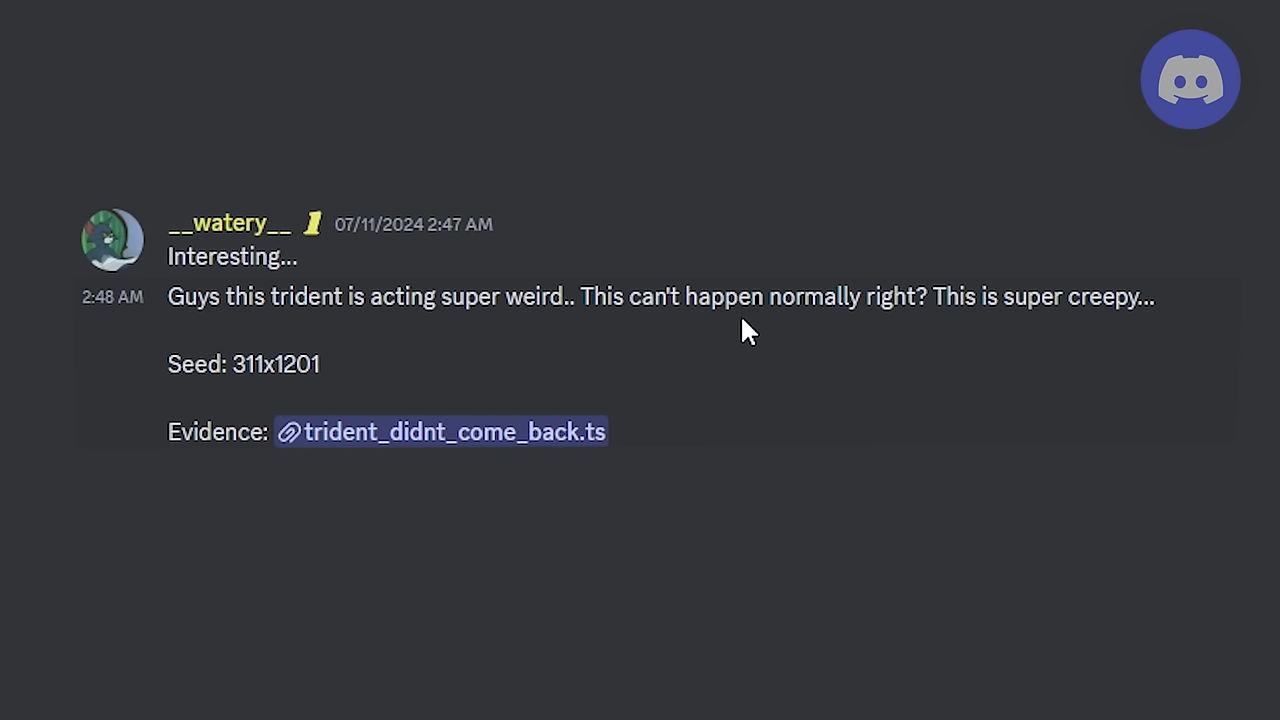 __watery__ 07/11/2024 2:47 AM
Interesting...
2:48 AM Guys this trident is acting super weird.. This can't happen normally right? This is super creepy...
Seed: 311x1201
Evidence: trident_didnt_come_back.ts